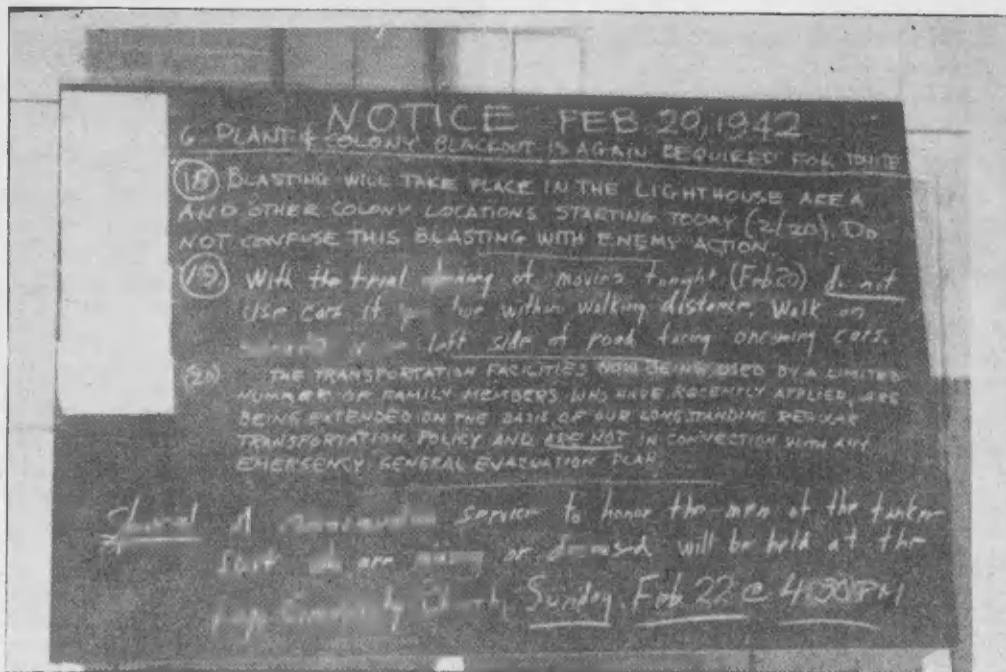 NOTICE FEB 20, 1942
6 PLANT & COLONY BLACKOUT IS AGAIN REQUIRED FOR TONITE
(18) BLASTING WILL TAKE PLACE IN THE LIGHTHOUSE AREA
AND OTHER COLONY LOCATIONS STARTING TODAY (2/20). DO
NOT CONFUSE THIS BLASTING WITH ENEMY ACTION.
(19) With the of movies tonight (Feb 20) do not
Use cars if live within walking distance. Walk on
left side of road facing oncoming cars.
(20) THE TRANSPORTATION FACILITIES NOW BEING USED BY A LIMITED
NUMBER OF FAMILY MEMBERS WHO HAVE RECENTLY APPLIED, ARE
BEING EXTENDED ON THE BASIS OF OUR LONG STANDING REGULAR
TRANSPORTATION POLICY AND ARE NOT IN CONNECTION WITH ANY
EMERGENCY GENERAL EVACUATION PLAN
A service to honor the men of the tanker
are or will be held at the
Sunday, Feb 22 @ 4:30 PM